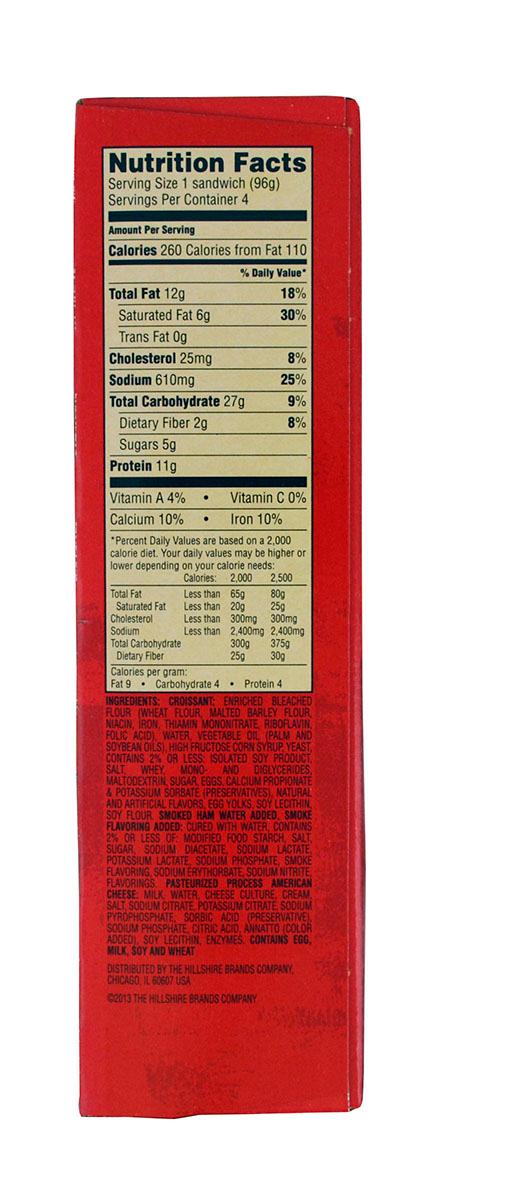 Nutrition Facts
Serving Size 1 sandwich (96g)
Servings Per Container 4
Amount Per Serving
Calories 260 Calories from Fat 110
% Daily Value*
Total Fat 12g 18%
Saturated Fat 6g 30%
Trans Fat 0g
Cholesterol 25mg 8%
Sodium 610mg 25%
Total Carbohydrate 27g 9%
Dietary Fiber 2g 8%
Sugars 5g
Protein 11g
Vitamin A 4% • Vitamin C 0%
Calcium 10% • Iron 10%
*Percent Daily Values are based on a 2,000
calorie diet. Your daily values may be higher or
lower depending on your calorie needs:
Calories: 2,000 2,500
Total Fat Less than 65g 80g
Saturated Fat Less than 20g 25g
Cholesterol Less than 300mg 300mg
Sodium Less than 2,400mg 2,400mg
Total Carbohydrate 300g 375g
Dietary Fiber 25g 30g
Calories per gram:
Fat 9 • Carbohydrate 4 • Protein 4
INGREDIENTS: CROISSANT: ENRICHED BLEACHED
FLOUR (WHEAT FLOUR, MALTED BARLEY FLOUR,
NIACIN, IRON, THIAMIN MONONITRATE, RIBOFLAVIN,
FOLIC ACID), WATER, VEGETABLE OIL (PALM AND
SOYBEAN OILS), HIGH FRUCTOSE CORN SYRUP, YEAST,
CONTAINS 2% OR LESS: ISOLATED SOY PRODUCT,
SALT, WHEY, MONO- AND DIGLYCERIDES,
MALTODEXTRIN, SUGAR, EGGS, CALCIUM PROPIONATE
& POTASSIUM SORBATE (PRESERVATIVES), NATURAL
AND ARTIFICIAL FLAVORS, EGG YOLKS, SOY LECITHIN,
SOY FLOUR. SMOKED HAM WATER ADDED, SMOKE
FLAVORING ADDED: CURED WITH WATER, CONTAINS
2% OR LESS OF: MODIFIED FOOD STARCH, SALT,
SUGAR, SODIUM DIACETATE, SODIUM LACTATE,
POTASSIUM LACTATE, SODIUM PHOSPHATE, SMOKE
FLAVORING, SODIUM ERYTHORBATE, SODIUM NITRITE,
FLAVORINGS. PASTEURIZED PROCESS AMERICAN
CHEESE: MILK, WATER, CHEESE CULTURE, CREAM,
SALT, SODIUM CITRATE, POTASSIUM CITRATE, SODIUM
PYROPHOSPHATE, SORBIC ACID (PRESERVATIVE),
SODIUM PHOSPHATE, CITRIC ACID, ANNATTO (COLOR
ADDED), SOY LECITHIN, ENZYMES. CONTAINS EGG,
MILK, SOY AND WHEAT
DISTRIBUTED BY THE HILLSHIRE BRANDS COMPANY,
CHICAGO, IL 60607 USA
©2013 THE HILLSHIRE BRANDS COMPANY